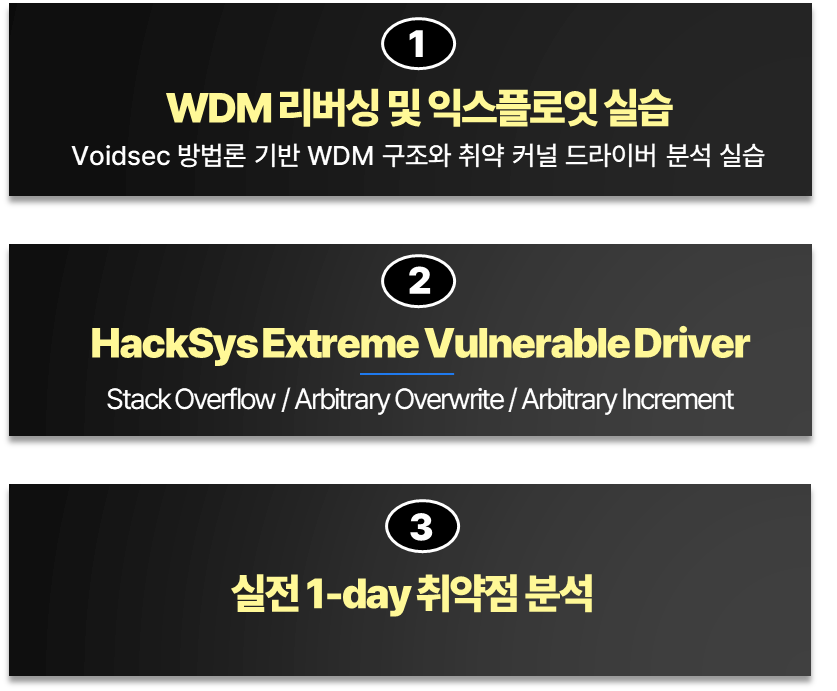 1
WDM 리버싱 및 익스플로잇 실습
Voidsec 방법론 기반 WDM 구조와 취약 커널 드라이버 분석 실습
2
HackSys Extreme Vulnerable Driver
Stack Overflow / Arbitrary Overwrite / Arbitrary Increment
3
실전 1-day 취약점 분석